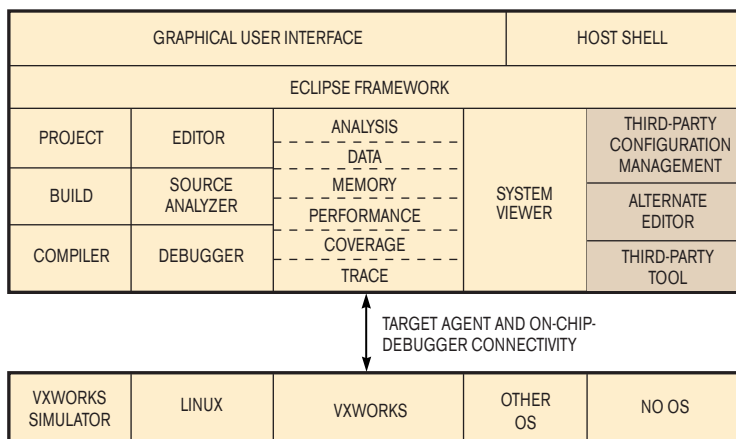 GRAPHICAL USER INTERFACE
HOST SHELL
ECLIPSE FRAMEWORK
PROJECT
BUILD
COMPILER
EDITOR
SOURCE
ANALYZER
DEBUGGER
ANALYSIS
DATA
MEMORY
PERFORMANCE
COVERAGE
TRACE
SYSTEM
VIEWER
THIRD-PARTY
CONFIGURATION
MANAGEMENT
ALTERNATE
EDITOR
THIRD-PARTY
TOOL
TARGET AGENT AND ON-CHIP-
DEBUGGER CONNECTIVITY
VXWORKS
SIMULATOR
LINUX
VXWORKS
OTHER
OS
NO OS